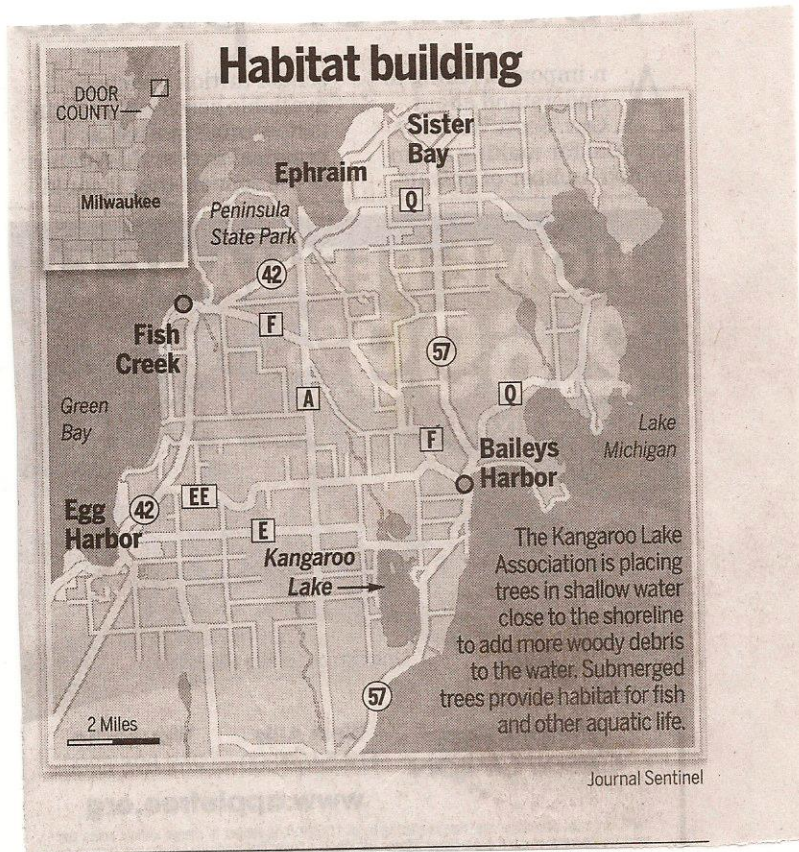 Habitat building
DOOR
COUNTY
Milwaukee
Sister
Bay
Ephraim
Q
Peninsula
State Park
42
Fish
Creek
F
57
A
Q
Green
Bay
F
Lake
Michigan
Baileys
Harbor
EE
42
Egg
Harbor
E
Kangaroo
Lake
The Kangaroo Lake
Association is placing
trees in shallow water
close to the shoreline
to add more woody debris
to the water. Submerged
trees provide habitat for fish
and other aquatic life.
57
2 Miles
Journal Sentinel